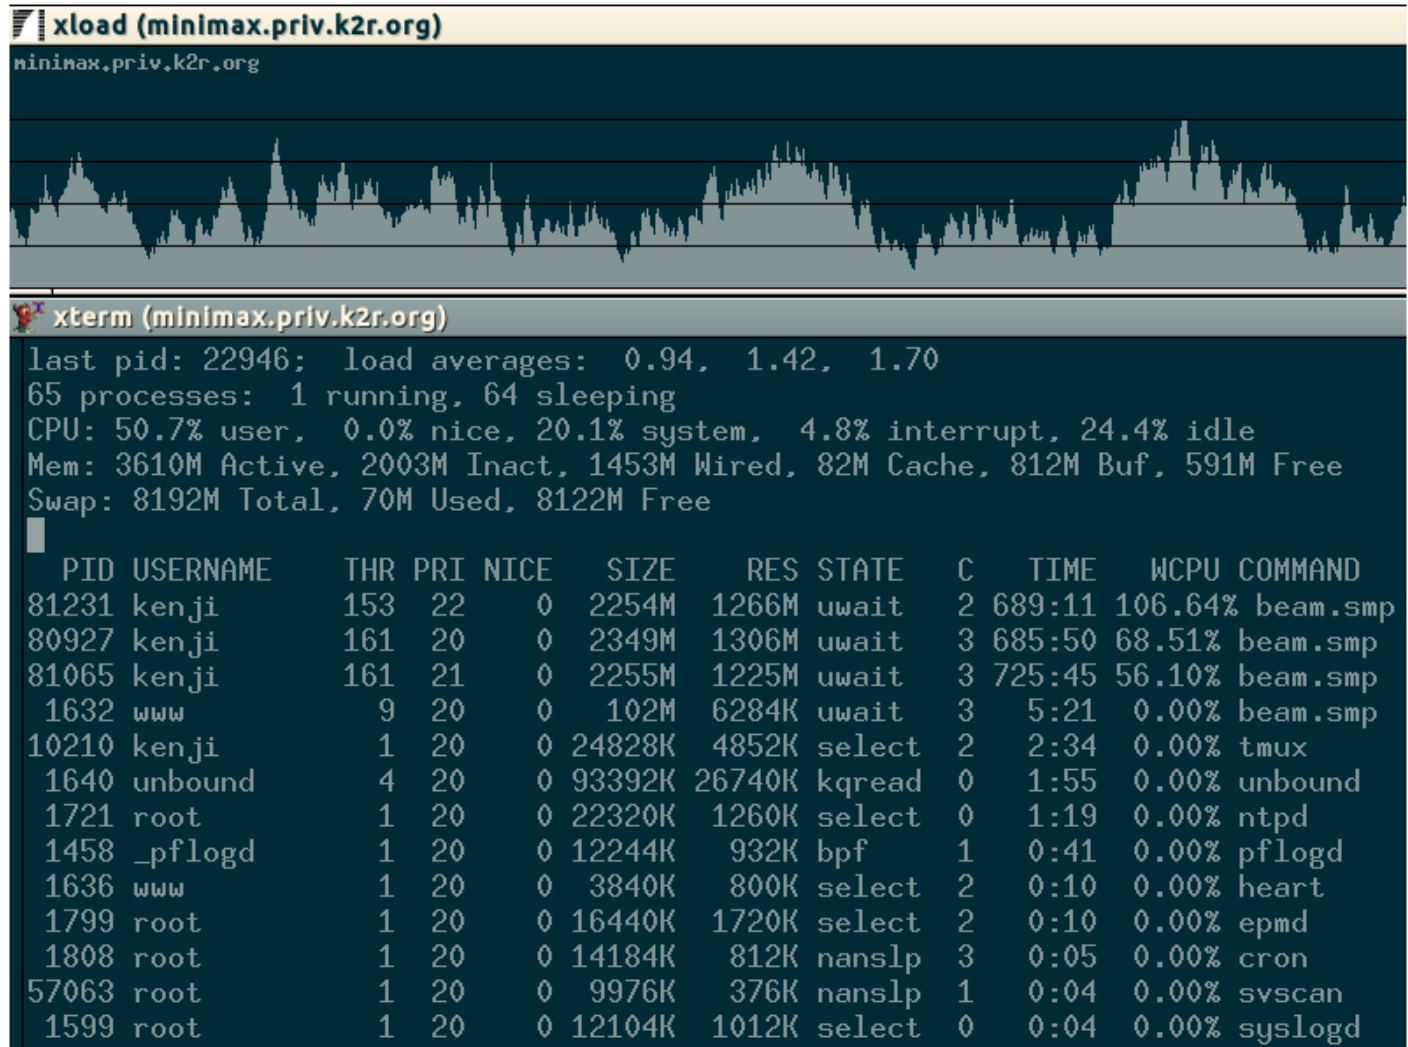 xload (minimax.priv.k2r.org)
minimax.priv.k2r.org
xterm (minimax.priv.k2r.org)
last pid: 22946;  load averages:  0.94,  1.42,  1.70
65 processes:  1 running, 64 sleeping
CPU: 50.7% user,  0.0% nice, 20.1% system,  4.8% interrupt, 24.4% idle
Mem: 3610M Active, 2003M Inact, 1453M Wired, 82M Cache, 812M Buf, 591M Free
Swap: 8192M Total, 70M Used, 8122M Free
  PID USERNAME    THR PRI NICE   SIZE    RES STATE   C   TIME   WCPU COMMAND
81231 kenji       153  22    0  2254M  1266M uwait   2 689:11 106.64% beam.smp
80927 kenji       161  20    0  2349M  1306M uwait   3 685:50 68.51% beam.smp
81065 kenji       161  21    0  2255M  1225M uwait   3 725:45 56.10% beam.smp
 1632 www           9  20    0   102M  6284K uwait   3   5:21  0.00% beam.smp
10210 kenji         1  20    0 24828K  4852K select  2   2:34  0.00% tmux
 1640 unbound       4  20    0 93392K 26740K kqread  0   1:55  0.00% unbound
 1721 root          1  20    0 22320K  1260K select  0   1:19  0.00% ntpd
 1458 _pflogd       1  20    0 12244K   932K bpf     1   0:41  0.00% pflogd
 1636 www           1  20    0  3840K   800K select  2   0:10  0.00% heart
 1799 root          1  20    0 16440K  1720K select  2   0:10  0.00% epmd
 1808 root          1  20    0 14184K   812K nanslp  3   0:05  0.00% cron
57063 root          1  20    0  9976K   376K nanslp  1   0:04  0.00% svscan
 1599 root          1  20    0 12104K  1012K select  0   0:04  0.00% syslogd